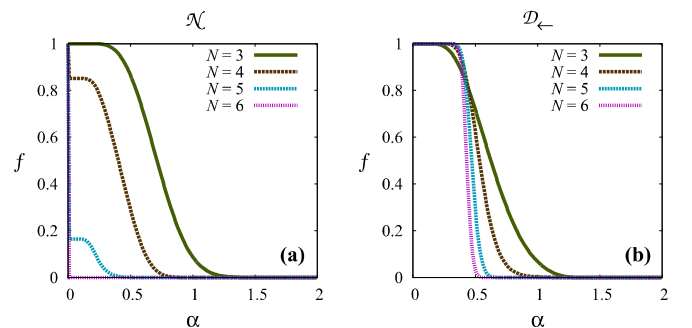 𝒩
1
0.8
0.6
0.4
0.2
0
f
0 0.5 1 1.5 2
α
N = 3
N = 4
N = 5
N = 6
(a)
𝒟←
1
0.8
0.6
0.4
0.2
0
f
0 0.5 1 1.5 2
α
N = 3
N = 4
N = 5
N = 6
(b)